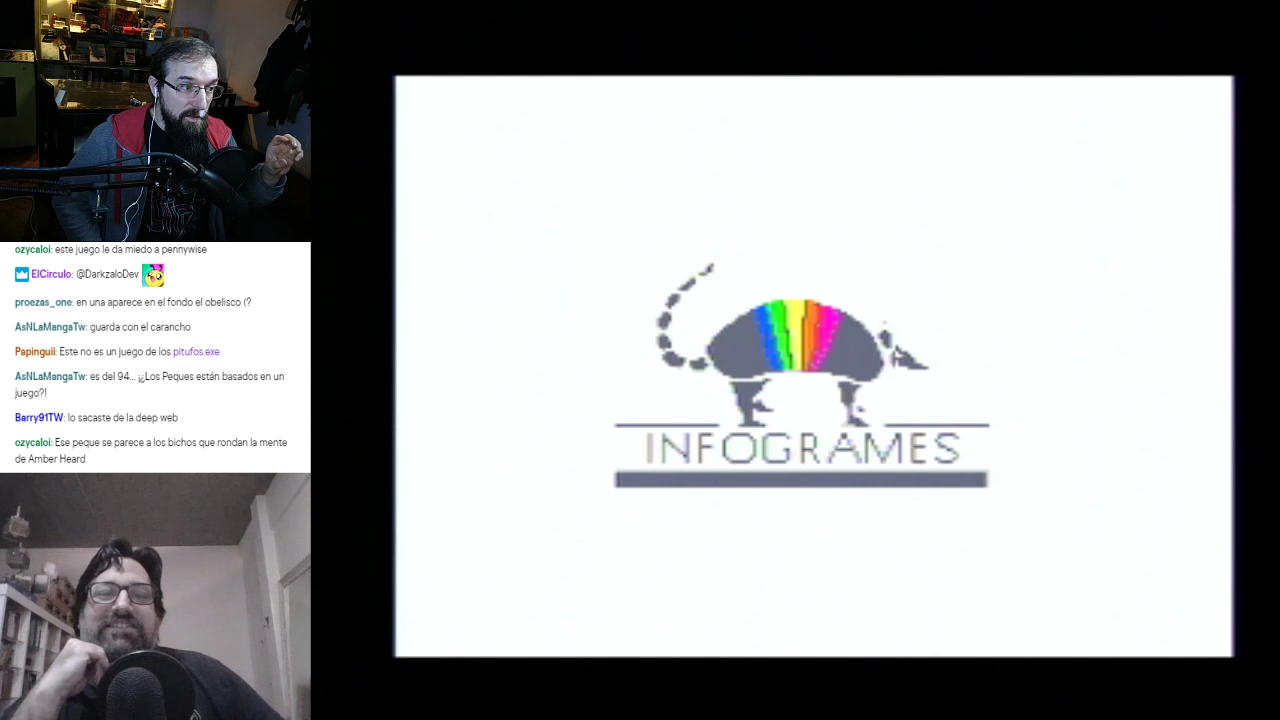 ozycaloi: este juego le da miedo a pennywise
ElCirculo: @DarkzaloDev
proezas_one: en una aparece en el fondo el obelisco (?
AsNLaMangaTw: guarda con el carancho
Papinguii: Este no es un juego de los pitufos.exe
AsNLaMangaTw: es del 94... ¡¿Los Peques están basados en un
juego?!
Barry91TW: lo sacaste de la deep web
ozycaloi: Ese peque se parece a los bichos que rondan la mente
de Amber Heard
INFOGRAMES